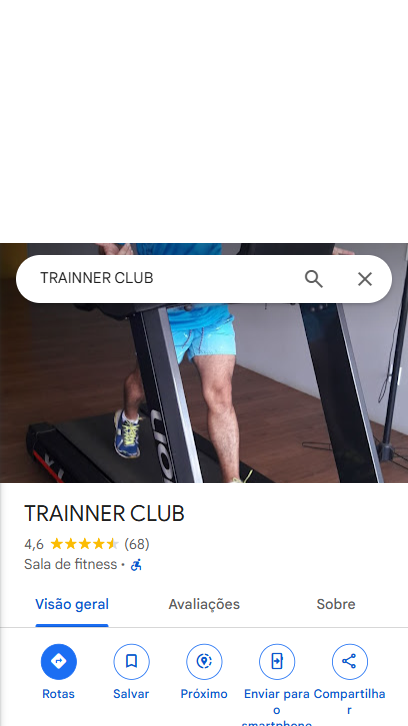 TRAINNER CLUB
TRAINNER CLUB
4,6 (68)
Sala de fitness ·
Visão geral Avaliações Sobre
Rotas Salvar Próximo Enviar para o smartphone Compartilhar